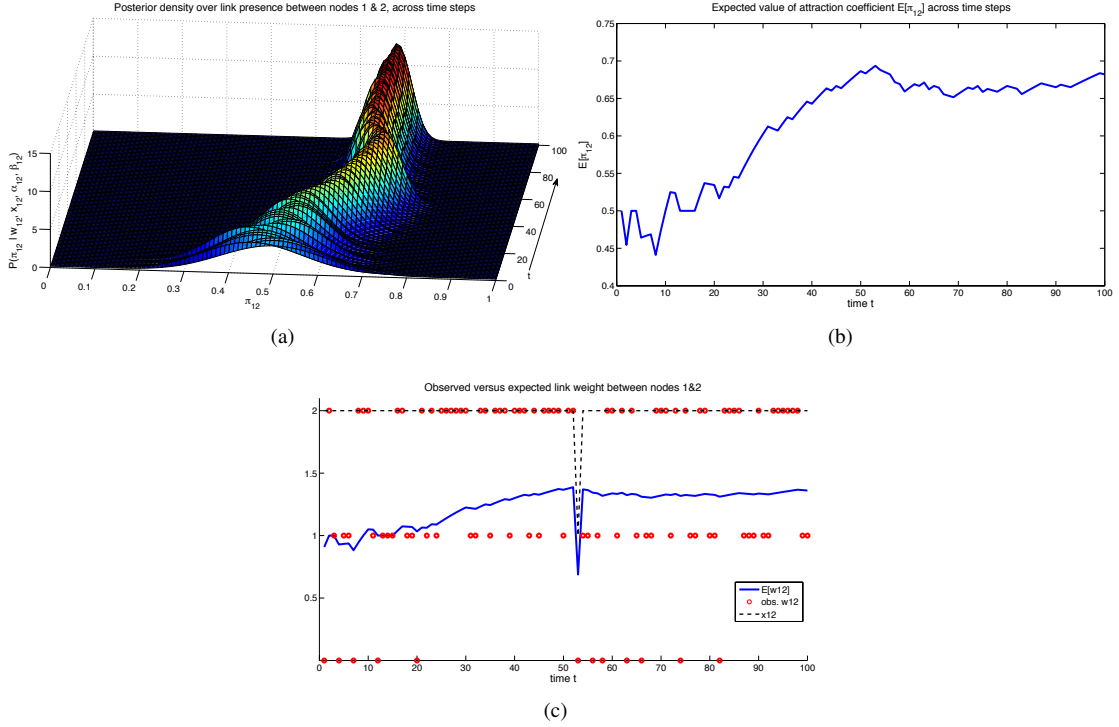 Posterior density over link presence between nodes 1 & 2, across time steps
15
10
5
0
P(π12 | w12, x12, α12, β12)
0 0.1 0.2 0.3 0.4 0.5 0.6 0.7 0.8 0.9 1
π12
0 20 40 60 80 100
t
(a)
Expected value of attraction coefficient E[π12] across time steps
0.75
0.7
0.65
0.6
0.55
0.5
0.45
0.4
E[π12]
0 10 20 30 40 50 60 70 80 90 100
time t
(b)
Observed versus expected link weight between nodes 1&2
2
1.5
1
0.5
0 10 20 30 40 50 60 70 80 90 100
time t
E[w12]
obs. w12
x12
(c)